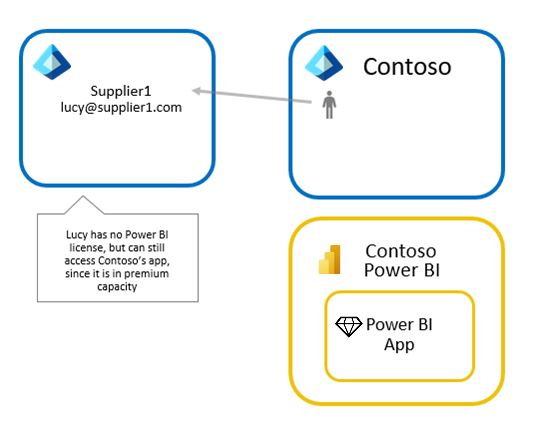 Supplier1
lucy@supplier1.com
Contoso
Lucy has no Power BI
license, but can still
access Contoso's app,
since it is in premium
capacity
Contoso
Power BI
Power BI
App